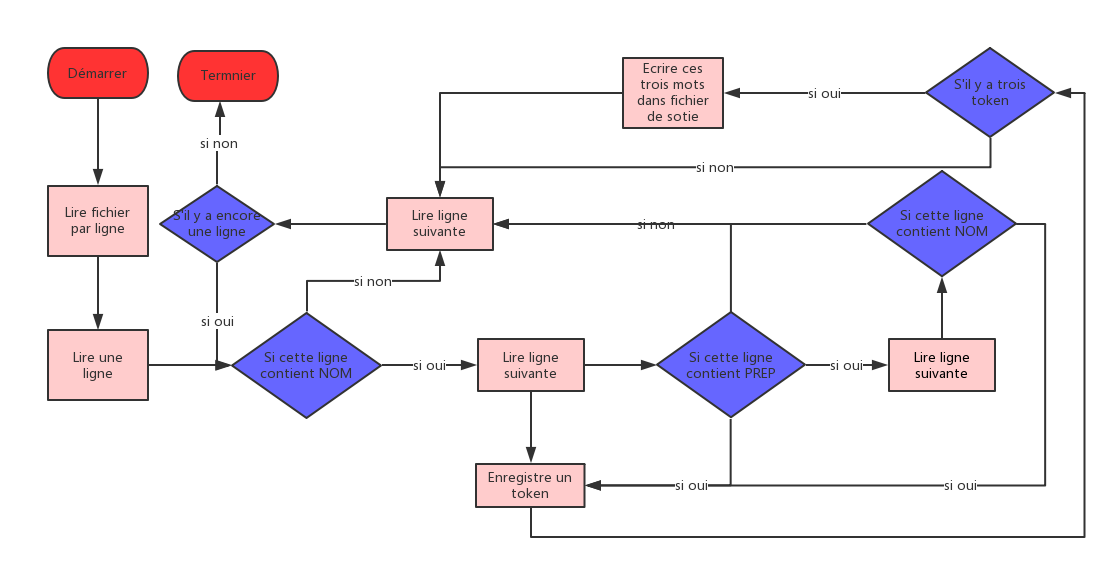 Démarrer
Termnier
Ecrire ces
trois mots
dans fichier
de sotie
si oui
S'il y a trois
token
si non
si non
Lire fichier
par ligne
S'il y a encore
une ligne
Lire ligne
suivante
si non
Si cette ligne
contient NOM
si non
si oui
Lire une
ligne
Si cette ligne
contient NOM
si oui
Lire ligne
suivante
Si cette ligne
contient PREP
si oui
Lire ligne
suivante
Enregistre un
token
si oui
si oui